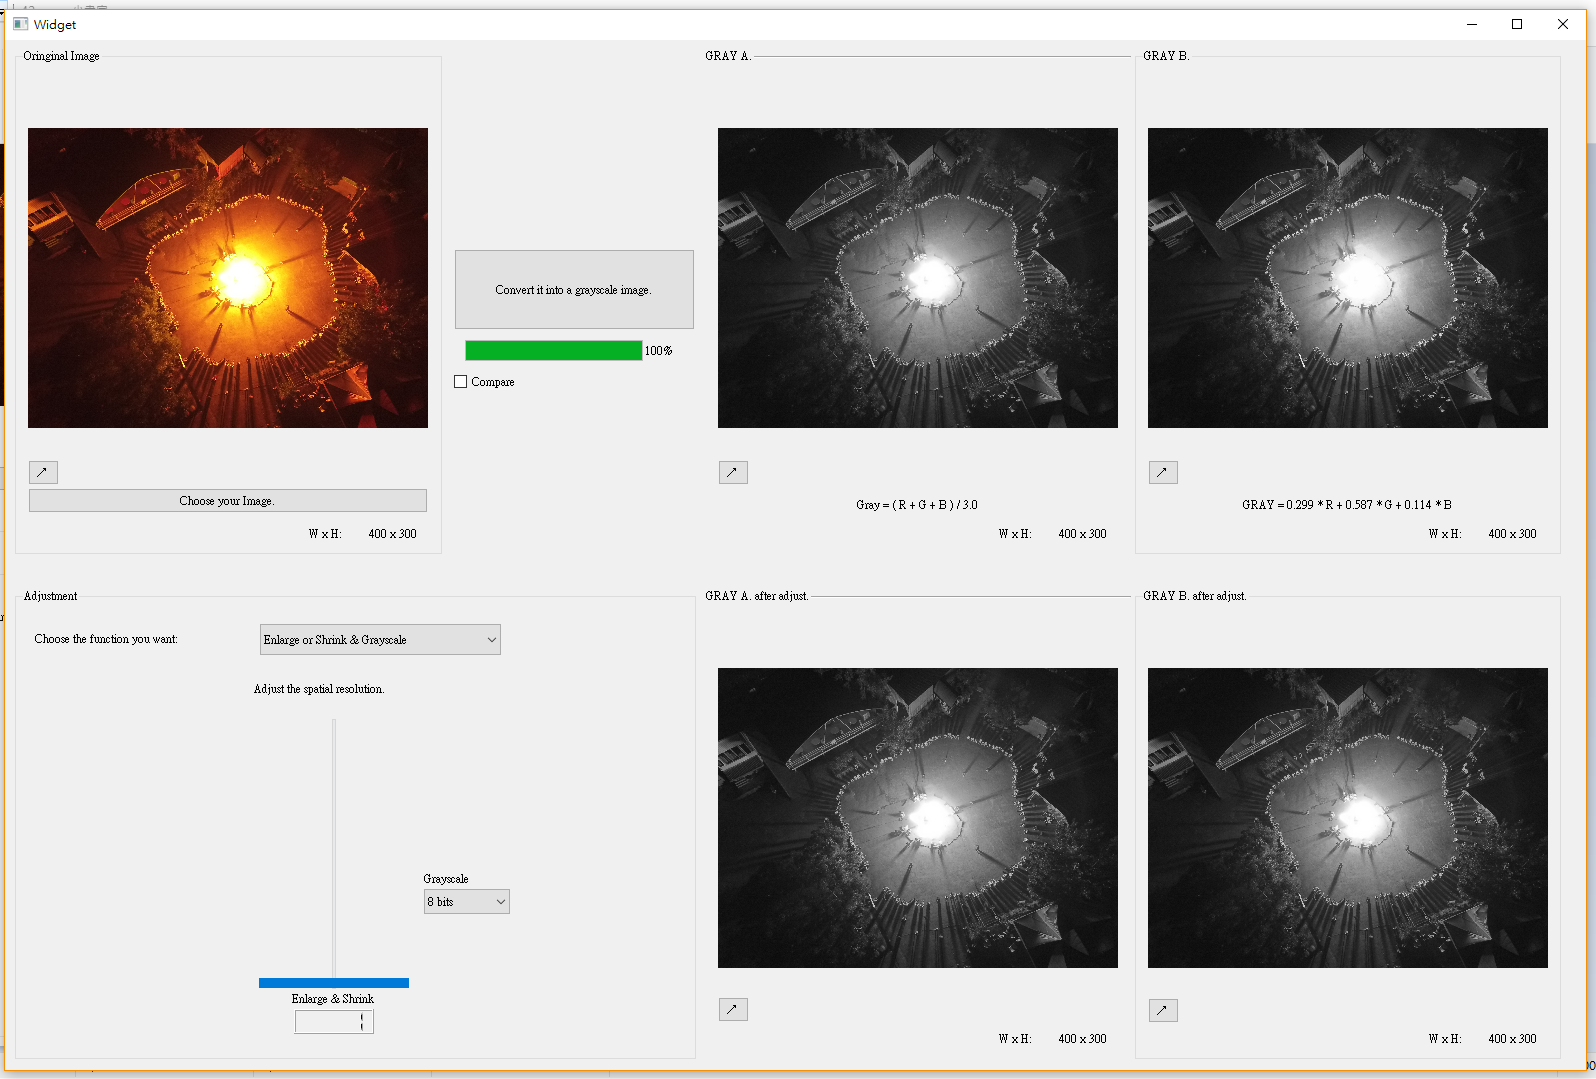 Widget
Oringinal Image
GRAY A.
GRAY B.
Convert it into a grayscale image.
100%
Compare
Choose your Image.
Gray = ( R + G + B ) / 3.0
GRAY = 0.299 * R + 0.587 * G + 0.114 * B
W x H: 400 x 300
W x H: 400 x 300
W x H: 400 x 300
Adjustment
GRAY A. after adjust.
GRAY B. after adjust.
Choose the function you want:
Enlarge or Shrink & Grayscale
Adjust the spatial resolution.
Grayscale
8 bits
Enlarge & Shrink
W x H: 400 x 300
W x H: 400 x 300